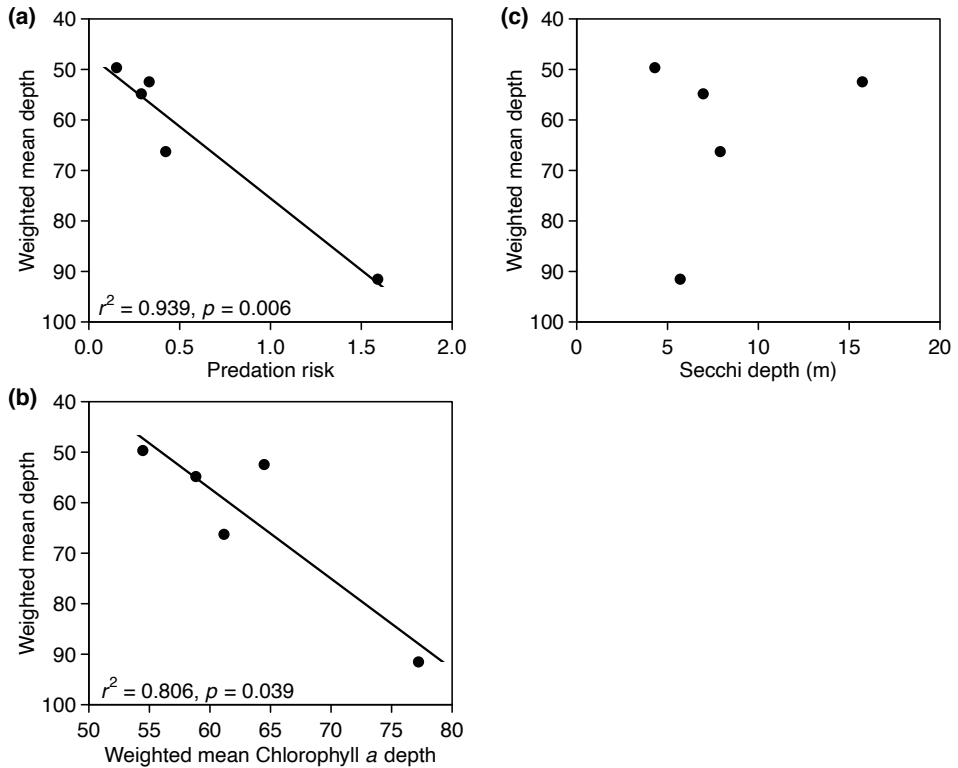 (a)
40
50
60
70
80
90
100
Weighted mean depth
r² = 0.939, p = 0.006
0.0 0.5 1.0 1.5 2.0
Predation risk
(c)
40
50
60
70
80
90
100
Weighted mean depth
0 5 10 15 20
Secchi depth (m)
(b)
40
50
60
70
80
90
100
Weighted mean depth
r² = 0.806, p = 0.039
50 55 60 65 70 75 80
Weighted mean Chlorophyll a depth